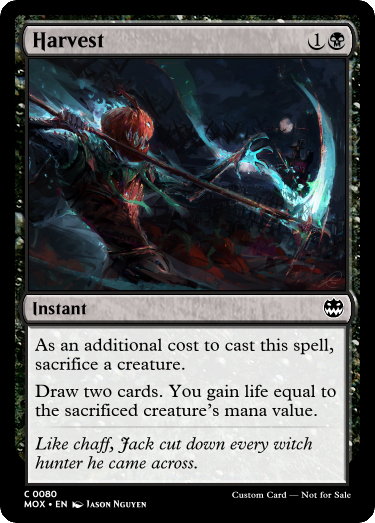 Harvest 1
Instant
As an additional cost to cast this spell,
sacrifice a creature.
Draw two cards. You gain life equal to
the sacrificed creature's mana value.
Like chaff, Jack cut down every witch
hunter he came across.
C 0080
MOX • EN Jason Nguyen
Custom Card — Not for Sale